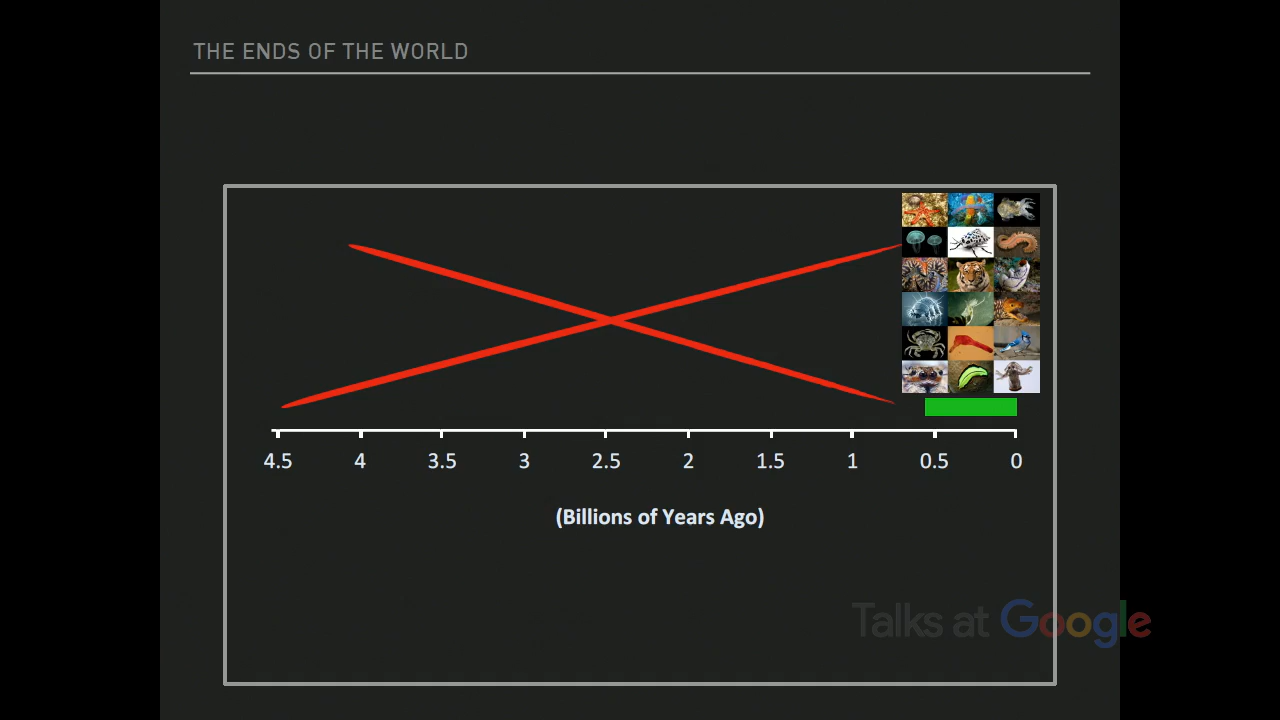 THE ENDS OF THE WORLD
4.5 4 3.5 3 2.5 2 1.5 1 0.5 0
(Billions of Years Ago)
Talks at Google